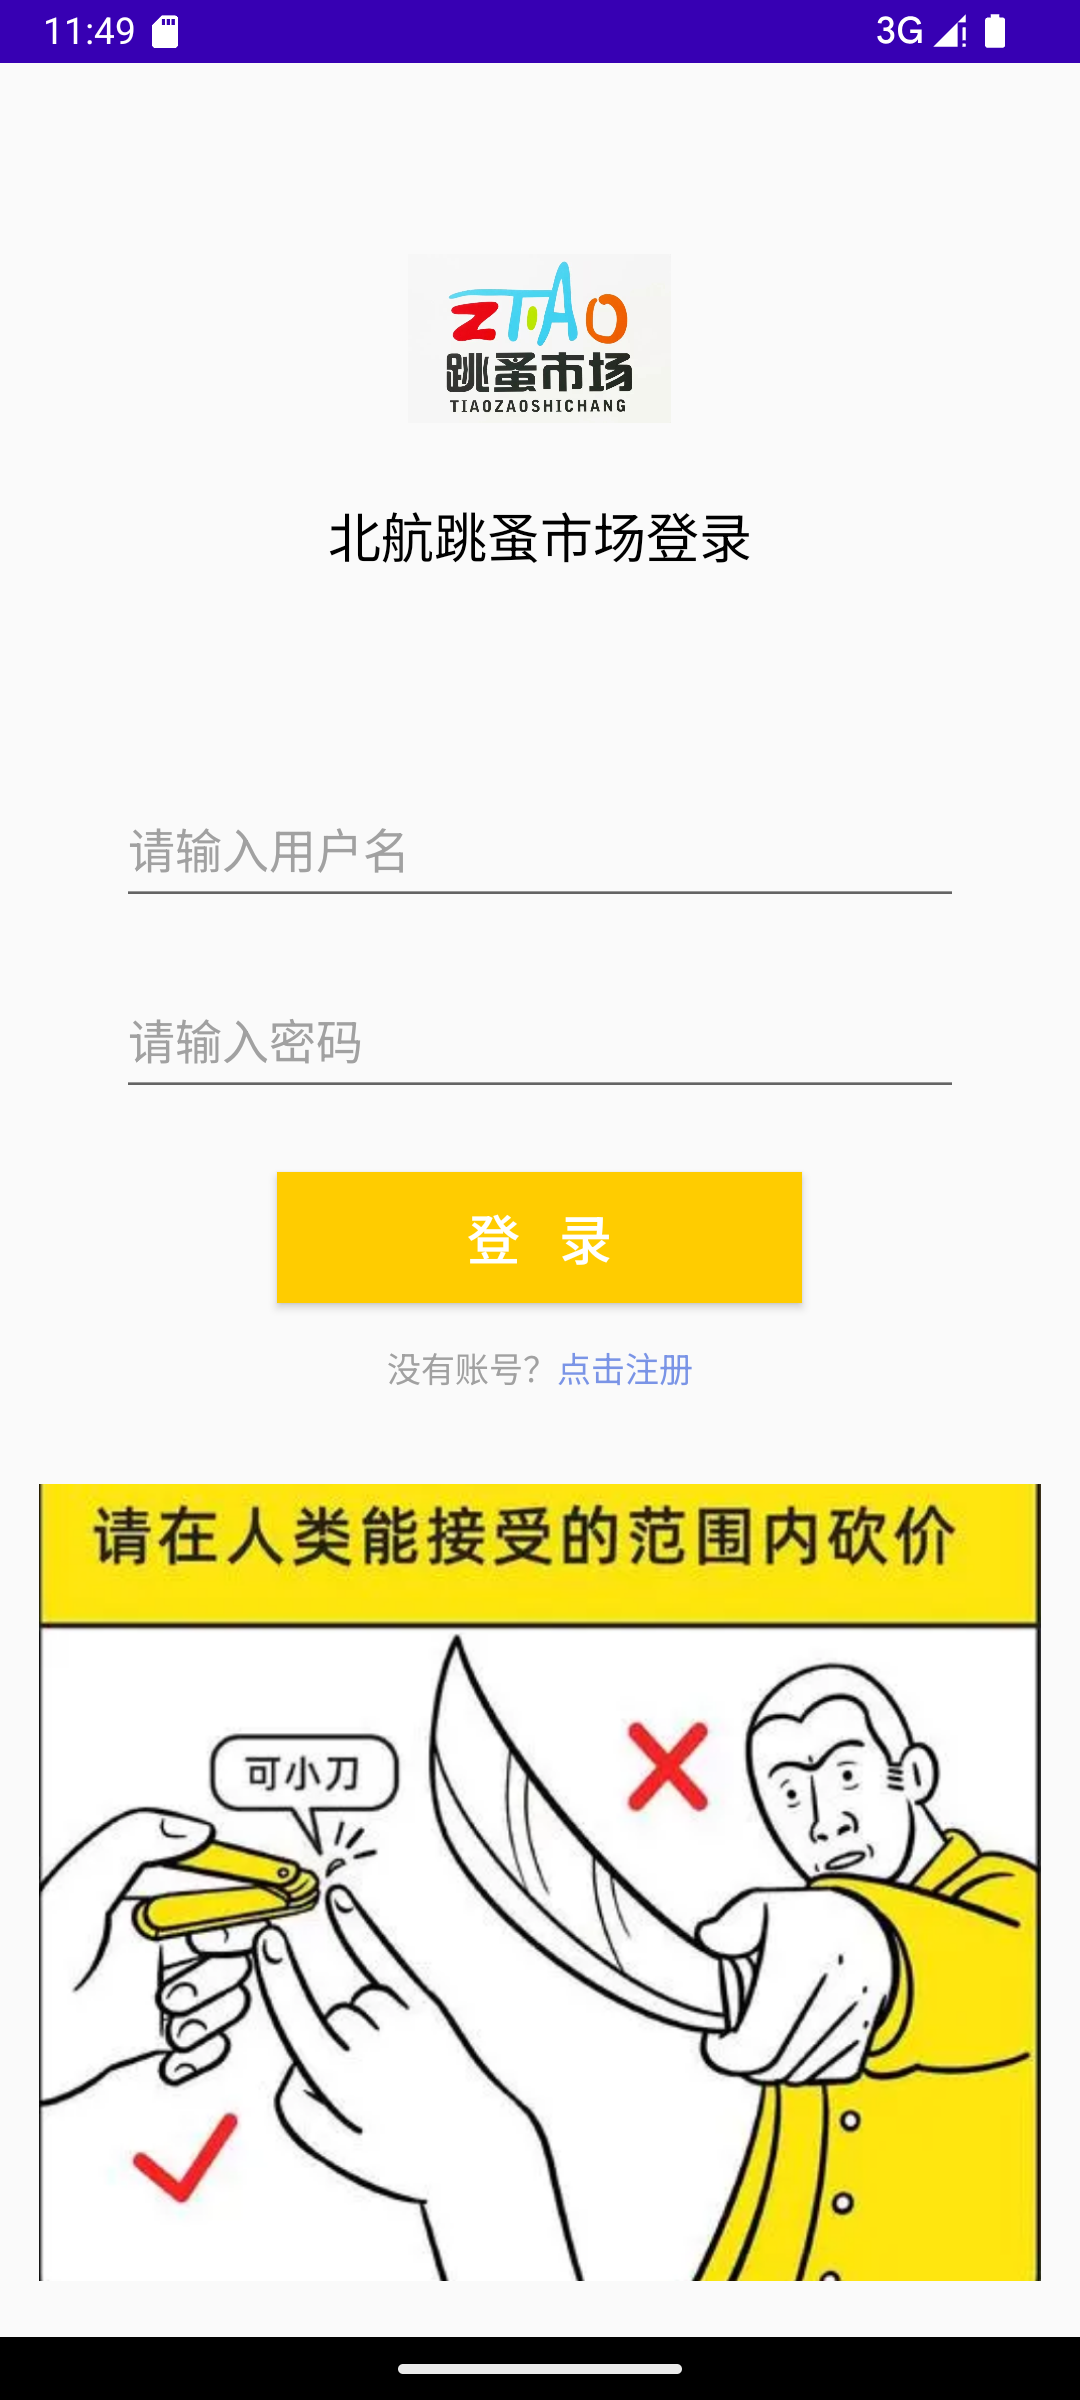 11:49
3G
ZTIAO
跳蚤市场
TIAOZAOSHICHANG
北航跳蚤市场登录
请输入用户名
请输入密码
登 录
没有账号？点击注册
请在人类能接受的范围内砍价
可小刀